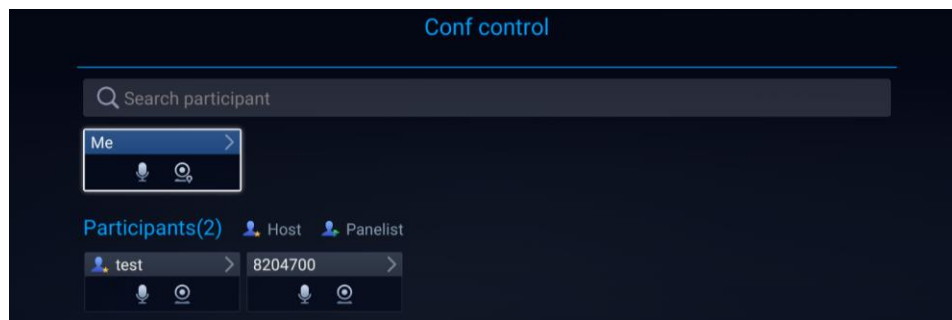 Conf control
Search participant
Me
Participants(2) Host Panelist
test 8204700